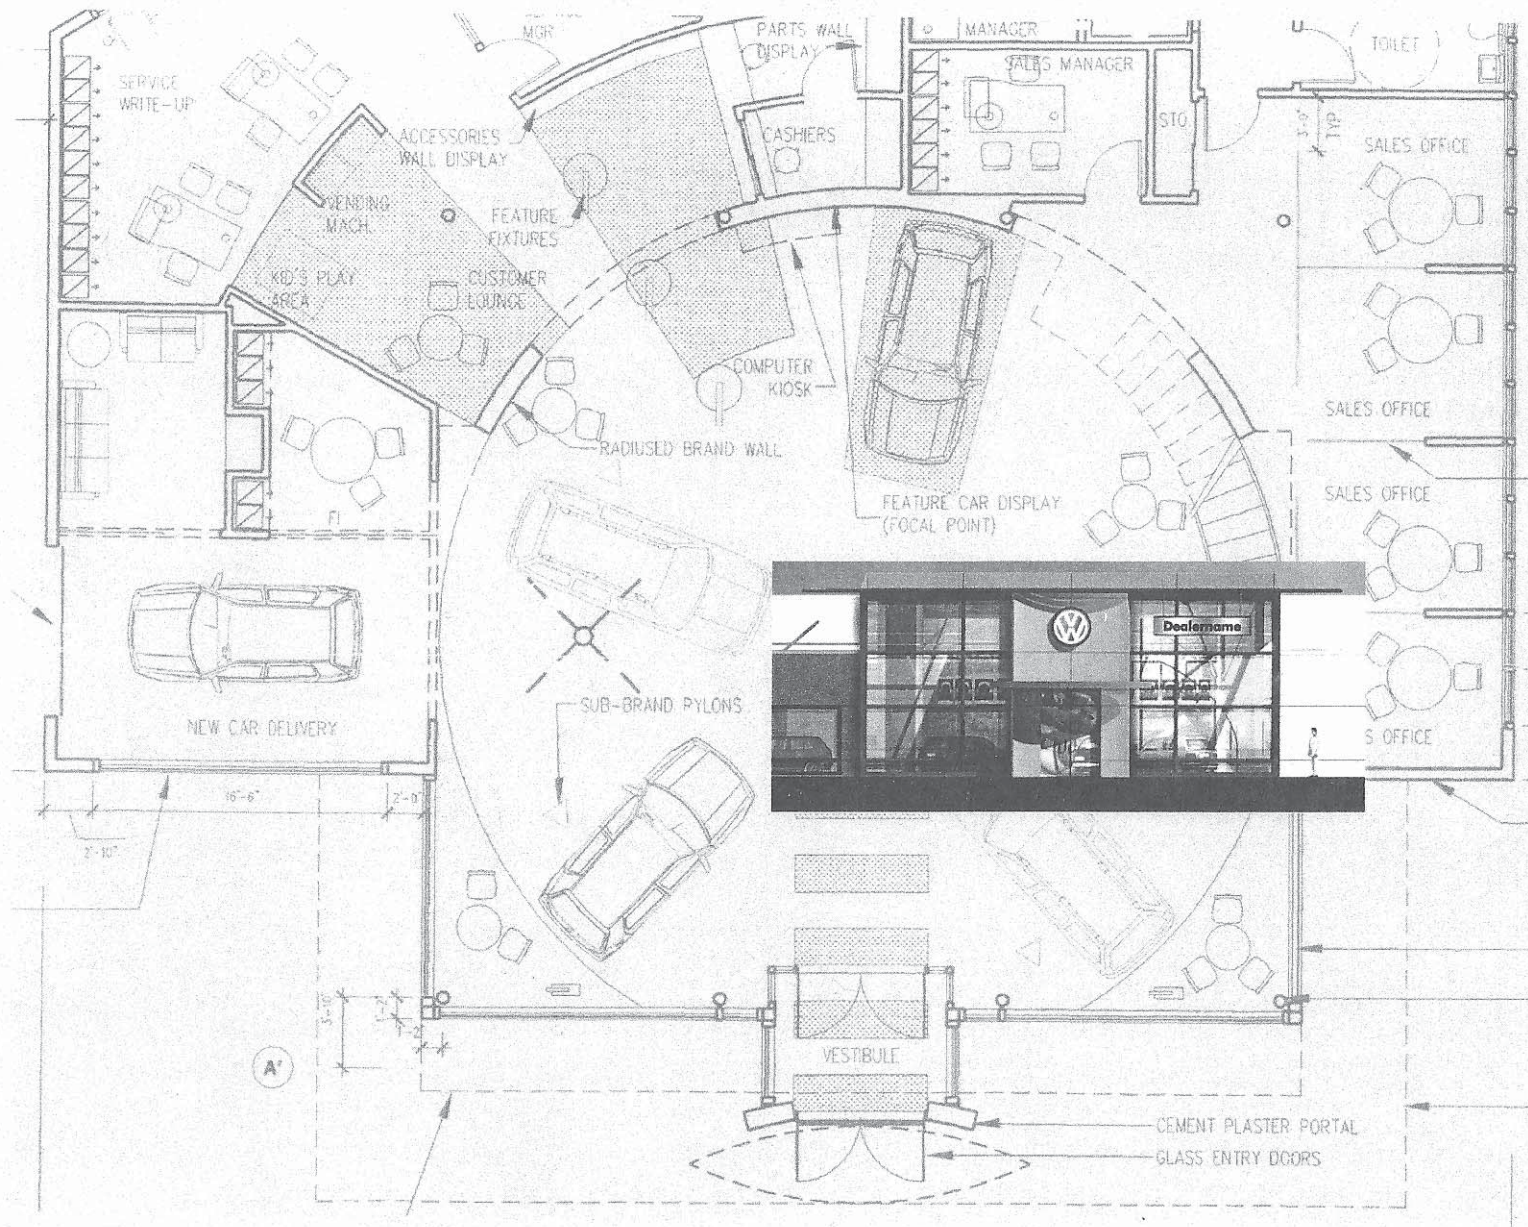 MGR
PARTS WALL
DISPLAY
MANAGER
TOILET
SERVICE
WRITE-UP
SALES MANAGER
ACCESSORIES
WALL DISPLAY
CASHIERS
STO
3'-0"
TYP.
SALES OFFICE
VENDING
MACH.
FEATURE
FIXTURES
KID'S PLAY
AREA
CUSTOMER
LOUNGE
COMPUTER
KIOSK
SALES OFFICE
RADIUSED BRAND WALL
SALES OFFICE
FEATURE CAR DISPLAY
(FOCAL POINT)
Dealername
SUB-BRAND PYLONS
NEW CAR DELIVERY
S OFFICE
16'-6"
2'-0"
2'-10"
A'
VESTIBULE
CEMENT PLASTER PORTAL
GLASS ENTRY DOORS